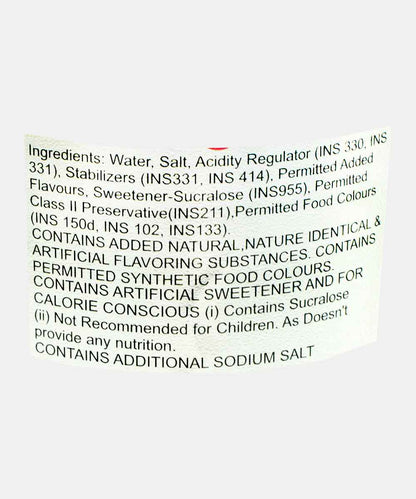 Ingredients: Water, Salt, Acidity Regulator (INS 330, INS
331), Stabilizers (INS331, INS 414), Permitted Added
Flavours, Sweetener-Sucralose (INS955), Permitted
Class II Preservative(INS211),Permitted Food Colours
(INS 150d, INS 102, INS133).
CONTAINS ADDED NATURAL,NATURE IDENTICAL &
ARTIFICIAL FLAVORING SUBSTANCES. CONTAINS
PERMITTED SYNTHETIC FOOD COLOURS.
CONTAINS ARTIFICIAL SWEETENER AND FOR
CALORIE CONSCIOUS (i) Contains Sucralose
(ii) Not Recommended for Children. As Doesn't
provide any nutrition.
CONTAINS ADDITIONAL SODIUM SALT